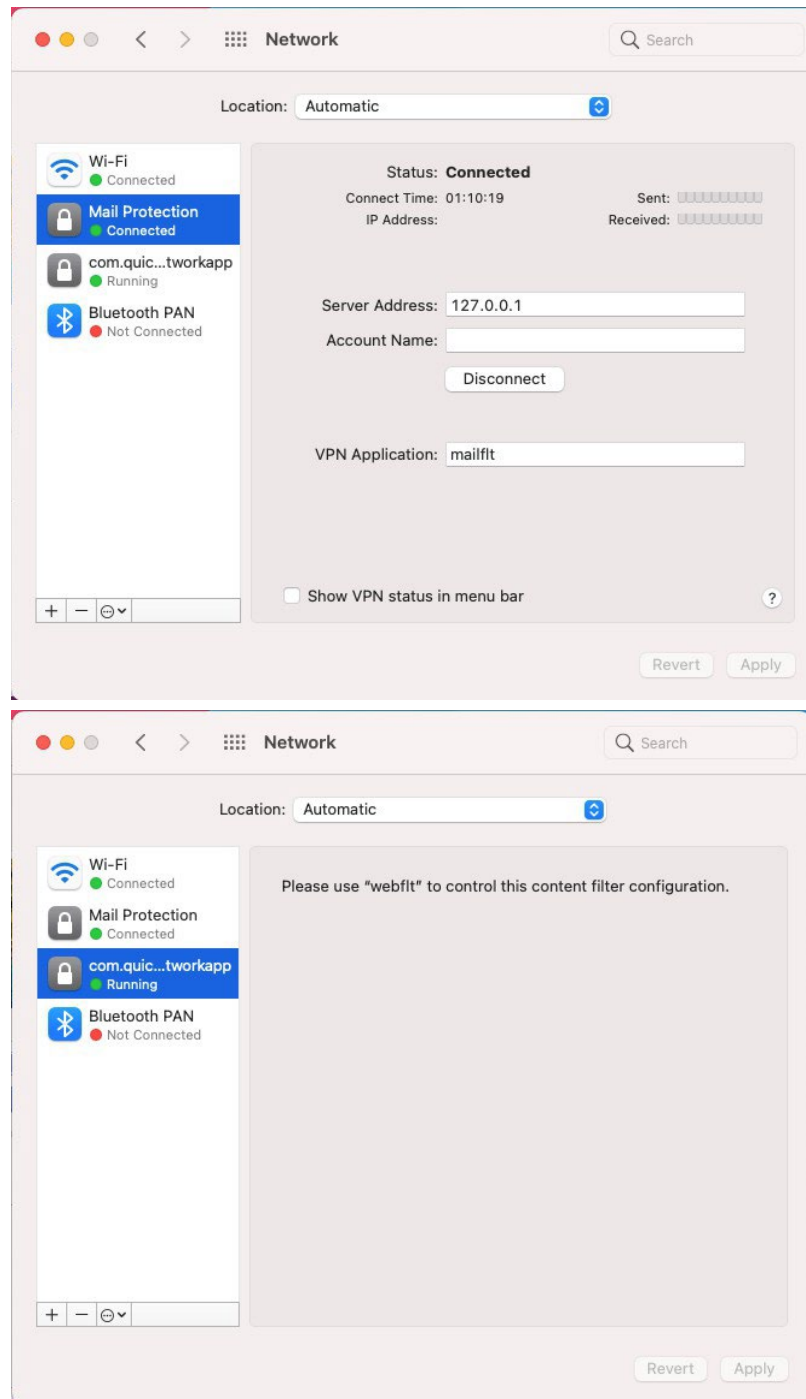 Network
Search
Location: Automatic
Wi-Fi
Connected
Mail Protection
Connected
com.quic...tworkapp
Running
Bluetooth PAN
Not Connected
Status: Connected
Connect Time: 01:10:19 Sent:
IP Address: Received:
Server Address: 127.0.0.1
Account Name:
Disconnect
VPN Application: mailflt
Show VPN status in menu bar
?
Revert Apply
Network
Search
Location: Automatic
Wi-Fi
Connected
Mail Protection
Connected
com.quic...tworkapp
Running
Bluetooth PAN
Not Connected
Please use “webflt” to control this content filter configuration.
Revert Apply